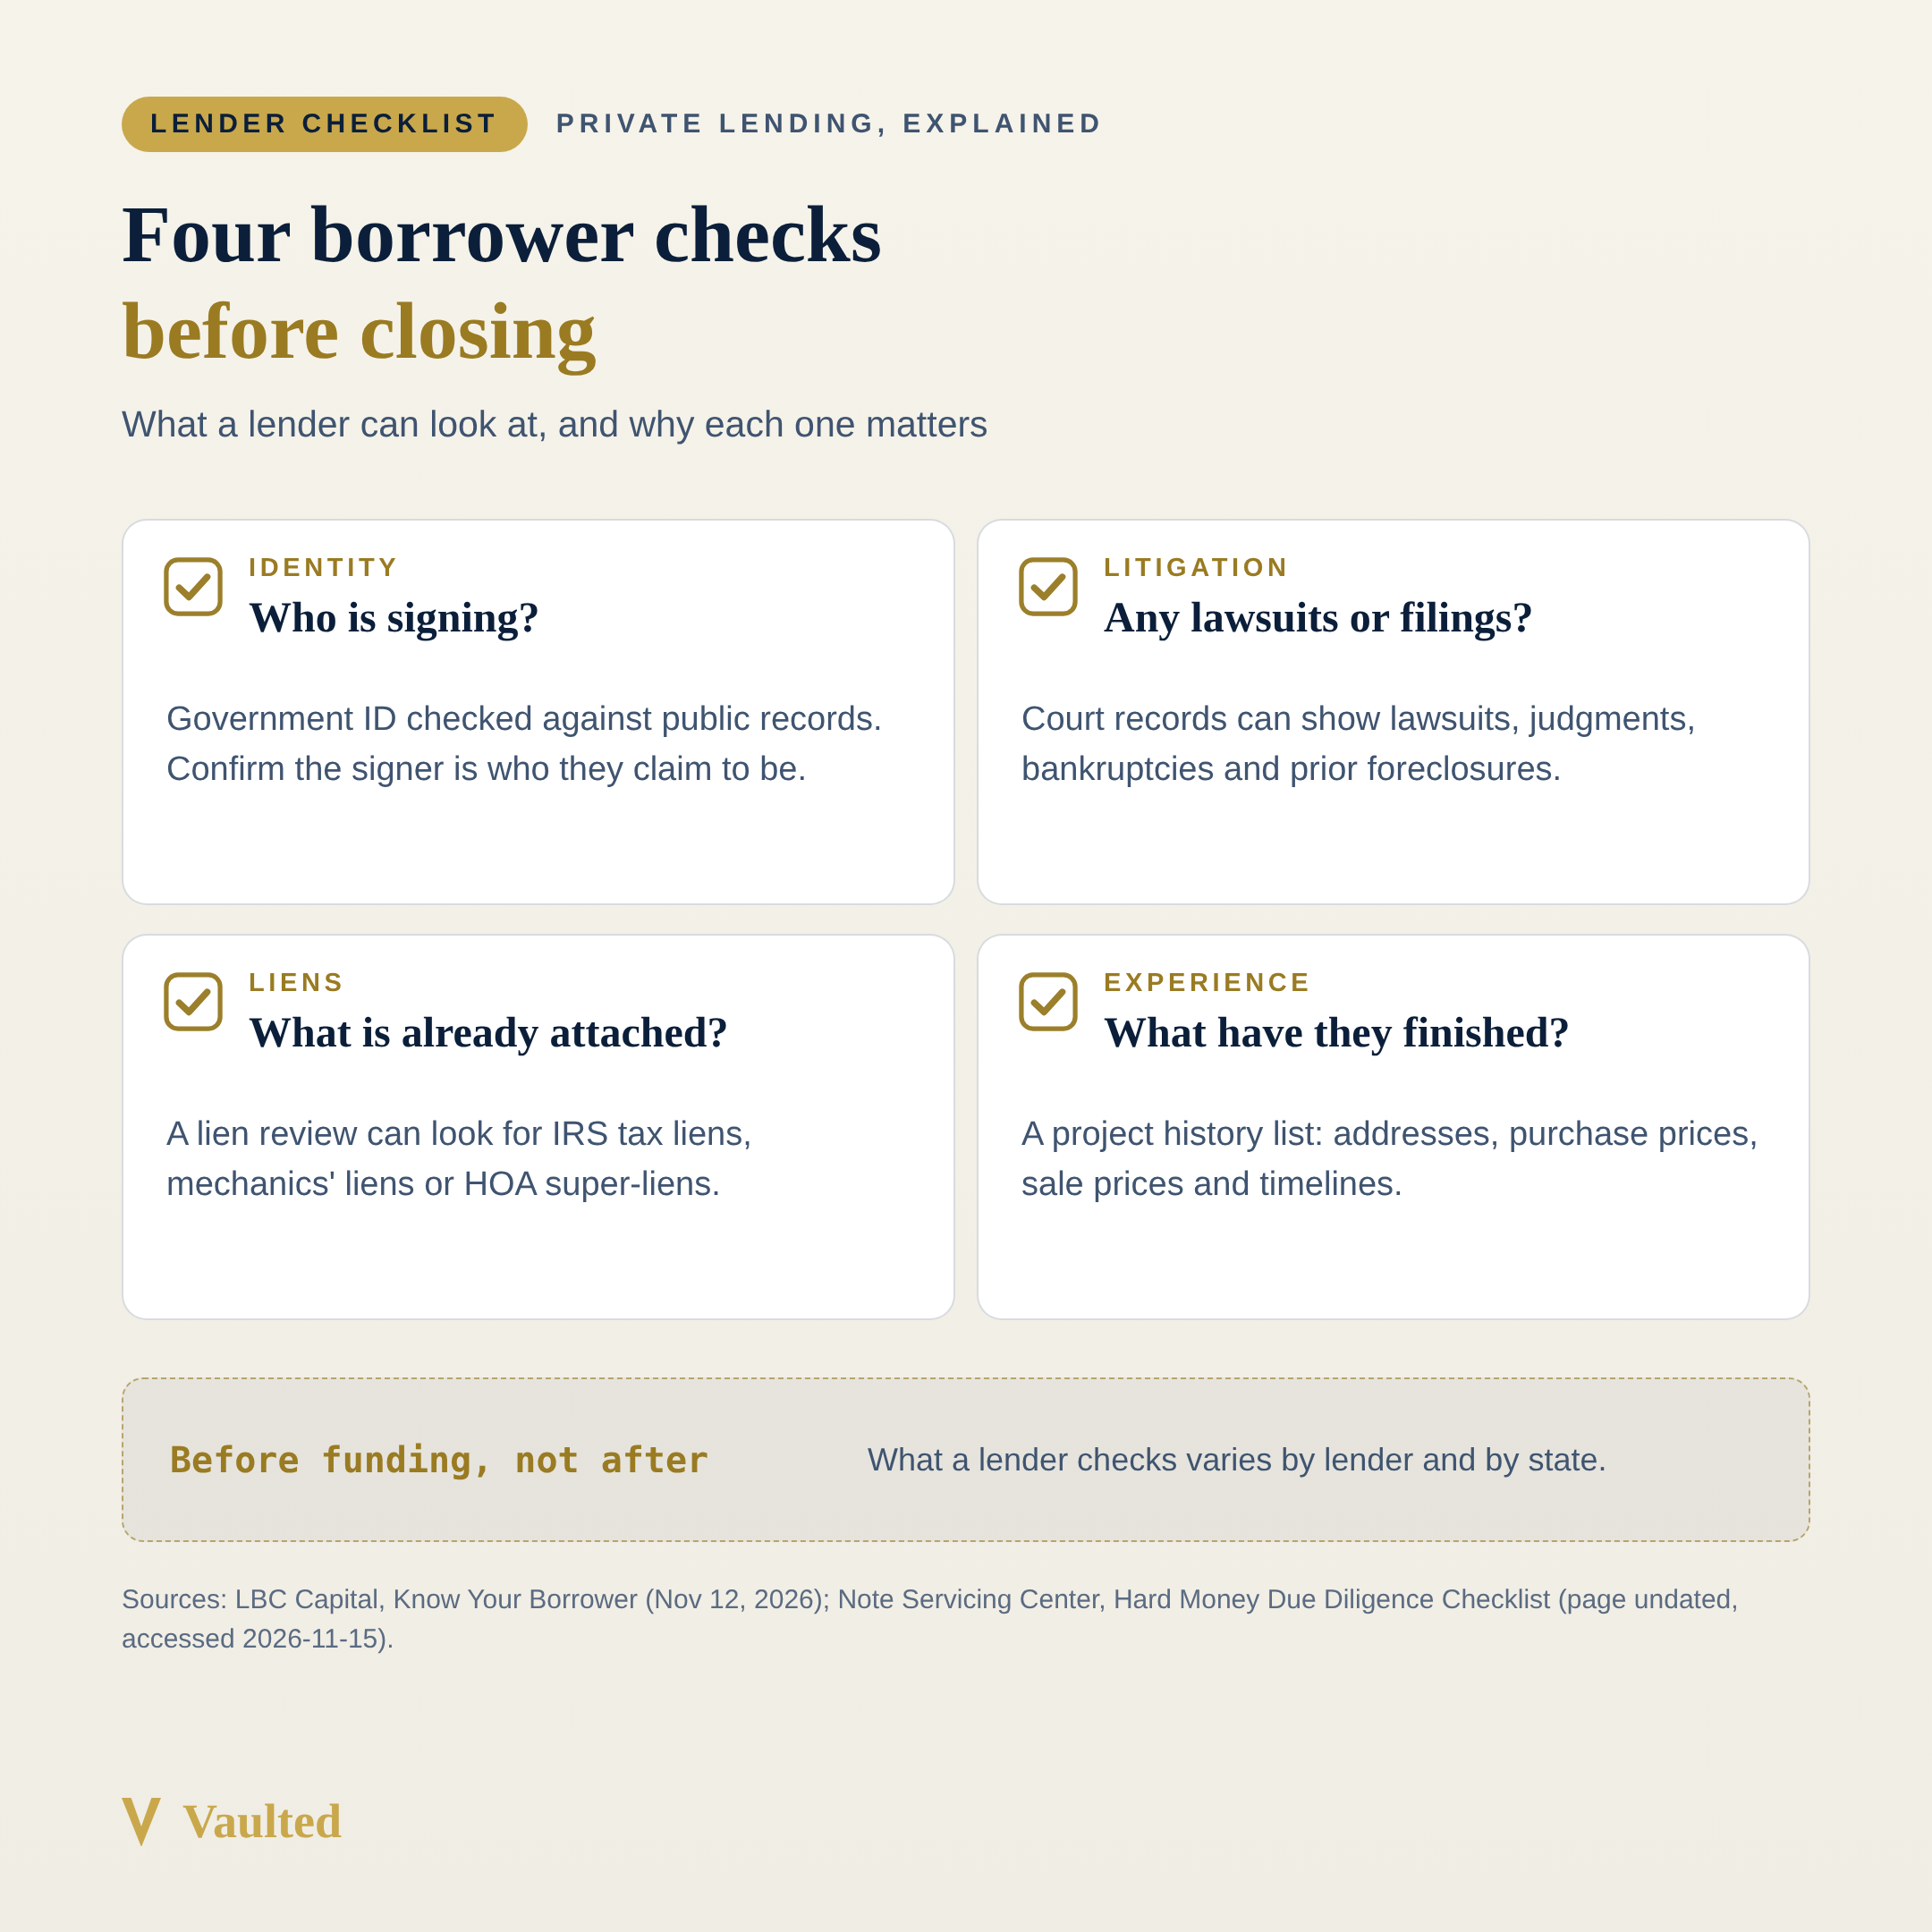 LENDER CHECKLIST
PRIVATE LENDING, EXPLAINED
Four borrower checks
before closing
What a lender can look at, and why each one matters
IDENTITY
Who is signing?
Government ID checked against public records.
Confirm the signer is who they claim to be.
LITIGATION
Any lawsuits or filings?
Court records can show lawsuits, judgments,
bankruptcies and prior foreclosures.
LIENS
What is already attached?
A lien review can look for IRS tax liens,
mechanics' liens or HOA super-liens.
EXPERIENCE
What have they finished?
A project history list: addresses, purchase prices,
sale prices and timelines.
Before funding, not after
What a lender checks varies by lender and by state.
Sources: LBC Capital, Know Your Borrower (Nov 12, 2026); Note Servicing Center, Hard Money Due Diligence Checklist (page undated,
accessed 2026-11-15).
Vaulted